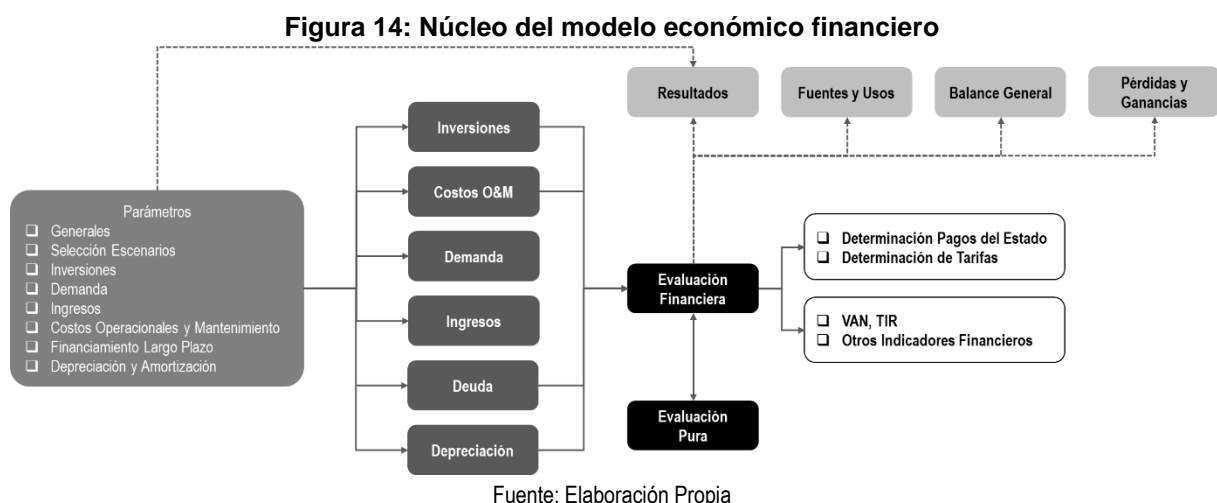 Figura 14: Núcleo del modelo económico financiero
Resultados
Fuentes y Usos
Balance General
Pérdidas y
Ganancias
Parámetros
Generales
Selección Escenarios
Inversiones
Demanda
Ingresos
Costos Operacionales y Mantenimiento
Financiamiento Largo Plazo
Depreciación y Amortización
Inversiones
Costos O&M
Demanda
Ingresos
Deuda
Depreciación
Evaluación
Financiera
Evaluación
Pura
Determinación Pagos del Estado
Determinación de Tarifas
VAN, TIR
Otros Indicadores Financieros
Fuente: Elaboración Propia